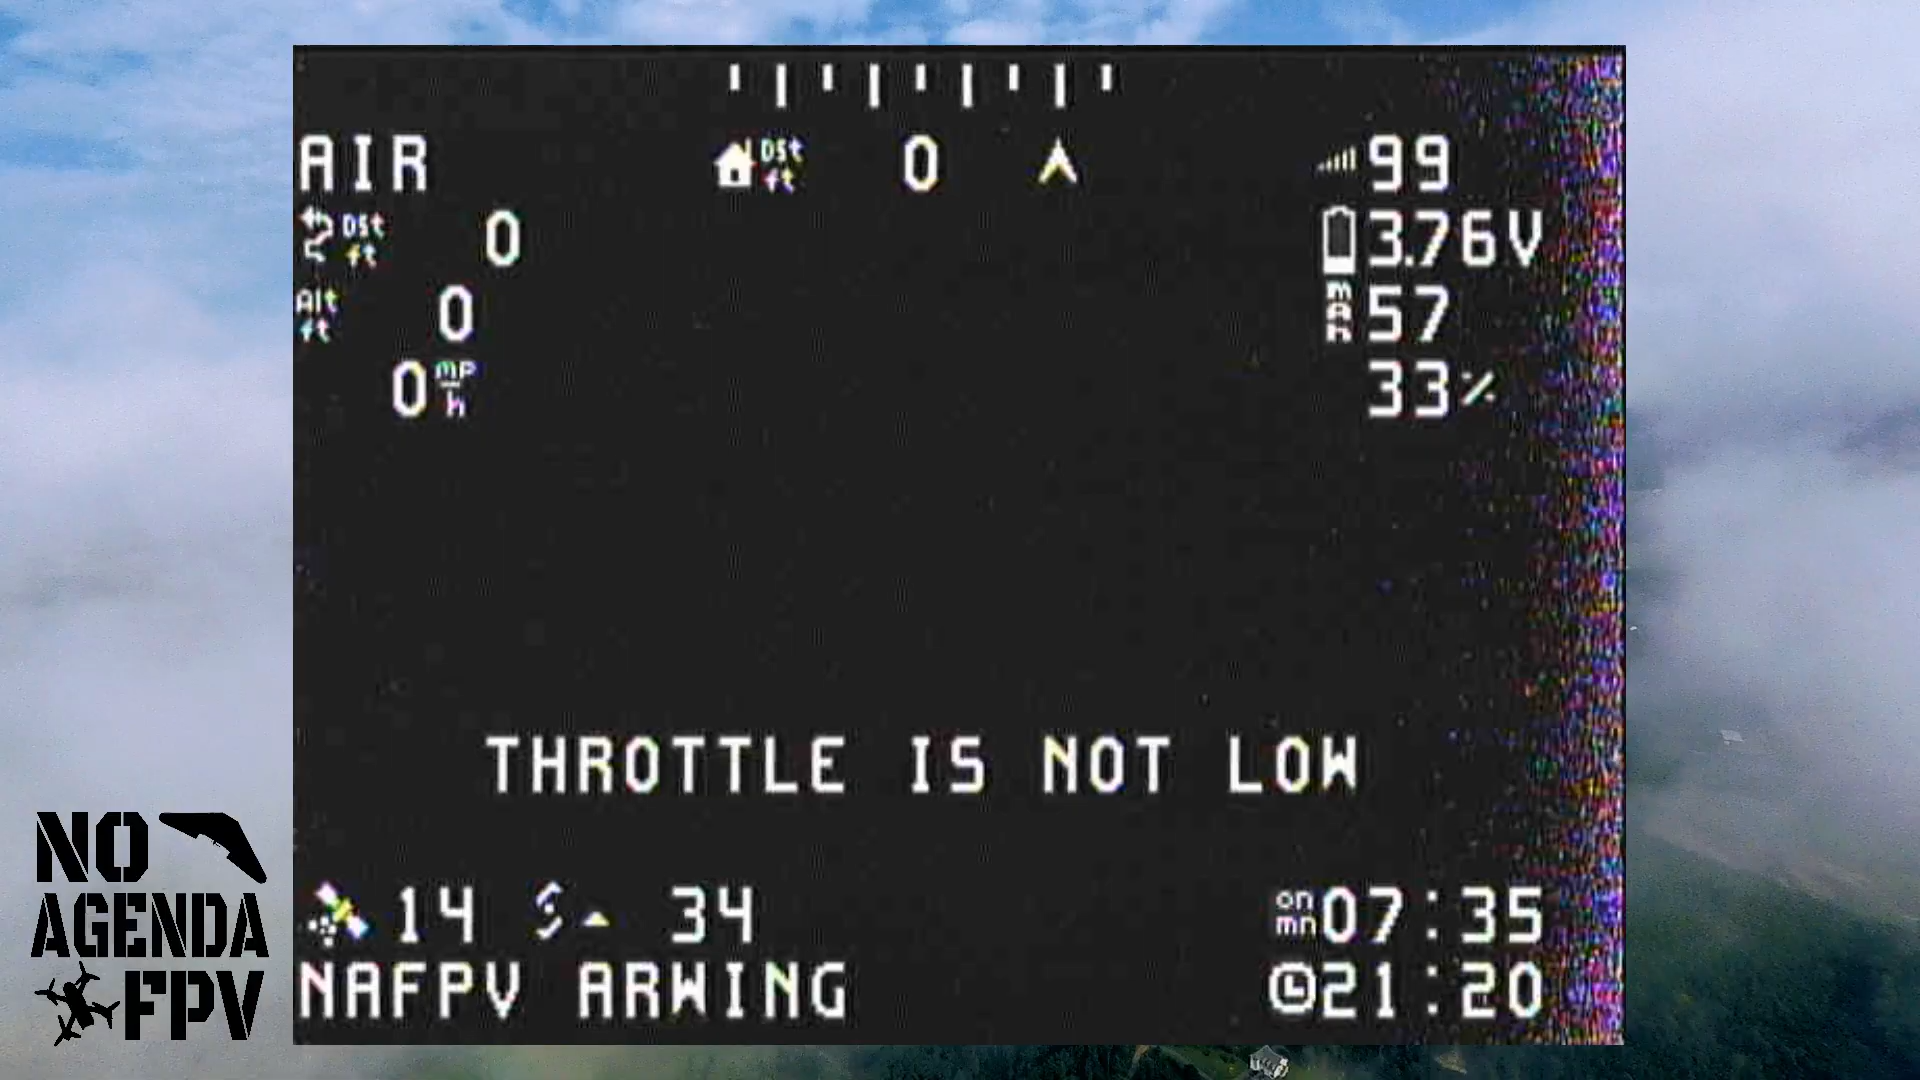 AIR
Dst ft 0
99
Dst ft 0
3.76V
Alt ft 0
mAh 57
0 mph
33%
THROTTLE IS NOT LOW
14 34
on mn 07:35
NAFPV ARWING
21:20
NO
AGENDA
FPV